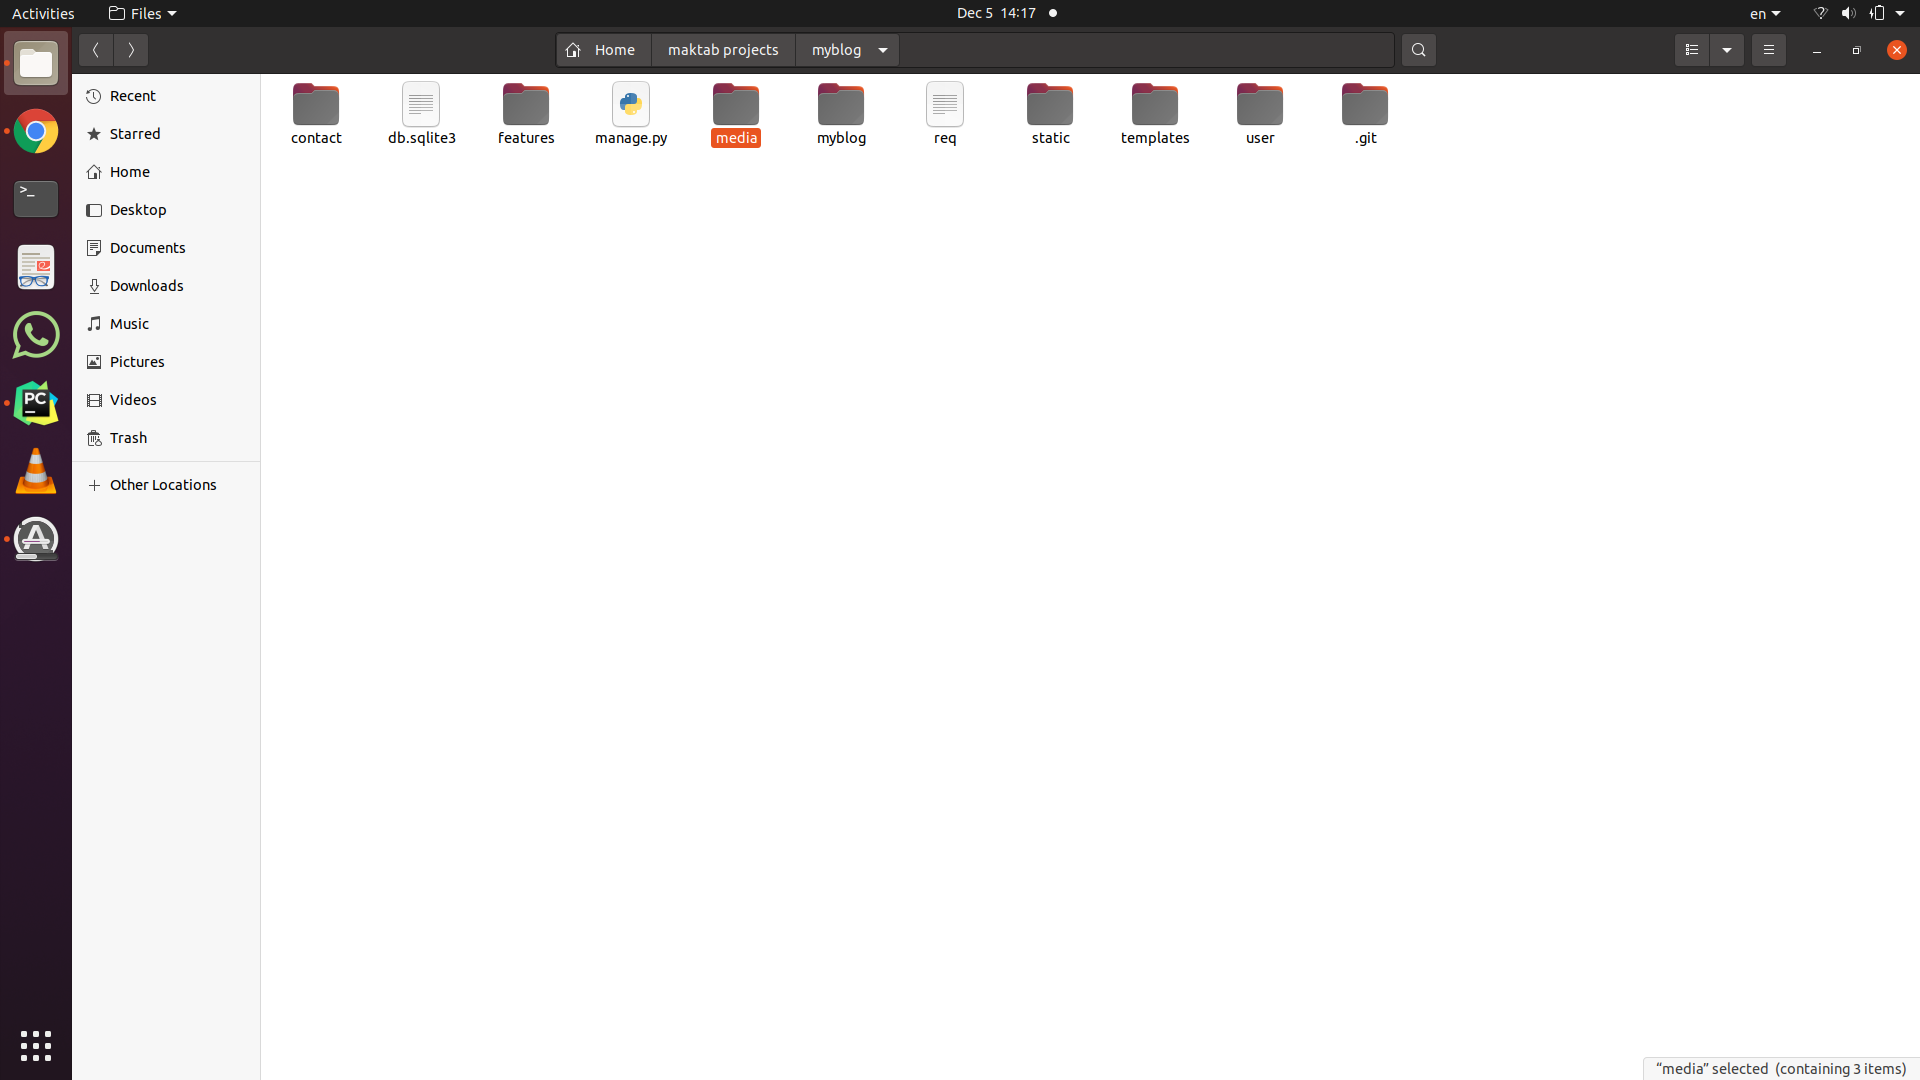 Activities Files Dec 5 14:17 en
Home maktab projects myblog
Recent
Starred
Home
Desktop
Documents
Downloads
Music
Pictures
Videos
Trash
Other Locations
contact db.sqlite3 features manage.py media myblog req static templates user .git
>_
PC
A
“media” selected (containing 3 items)